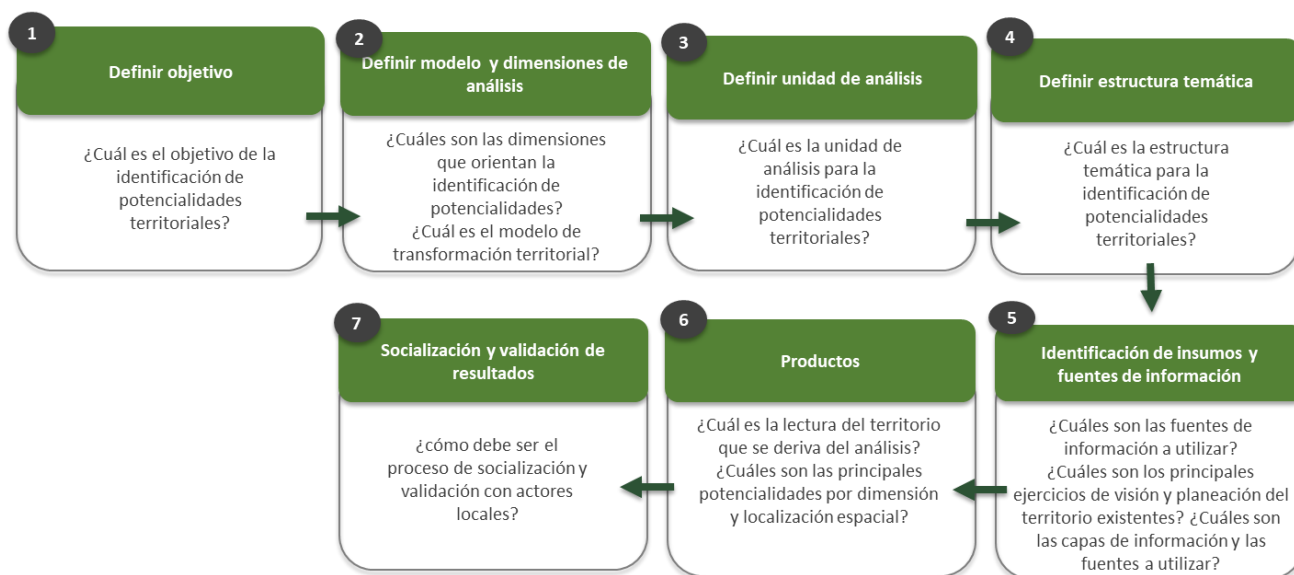 1
Definir objetivo
¿Cuál es el objetivo de la
identificación de
potencialidades
territoriales?
2
Definir modelo y dimensiones de
análisis
¿Cuáles son las dimensiones
que orientan la
identificación de
potencialidades?
¿Cuál es el modelo de
transformación territorial?
3
Definir unidad de análisis
¿Cuál es la unidad de
análisis para la
identificación de
potencialidades
territoriales?
4
Definir estructura temática
¿Cuál es la estructura
temática para la
identificación de
potencialidades
territoriales?
5
Identificación de insumos y
fuentes de información
¿Cuáles son las fuentes de
información a utilizar?
¿Cuáles son los principales
ejercicios de visión y planeación del
territorio existentes? ¿Cuáles son
las capas de información y las
fuentes a utilizar?
6
Productos
¿Cuál es la lectura del territorio
que se deriva del análisis?
¿Cuáles son las principales
potencialidades por dimensión
y localización espacial?
7
Socialización y validación de
resultados
¿cómo debe ser el
proceso de socialización y
validación con actores
locales?